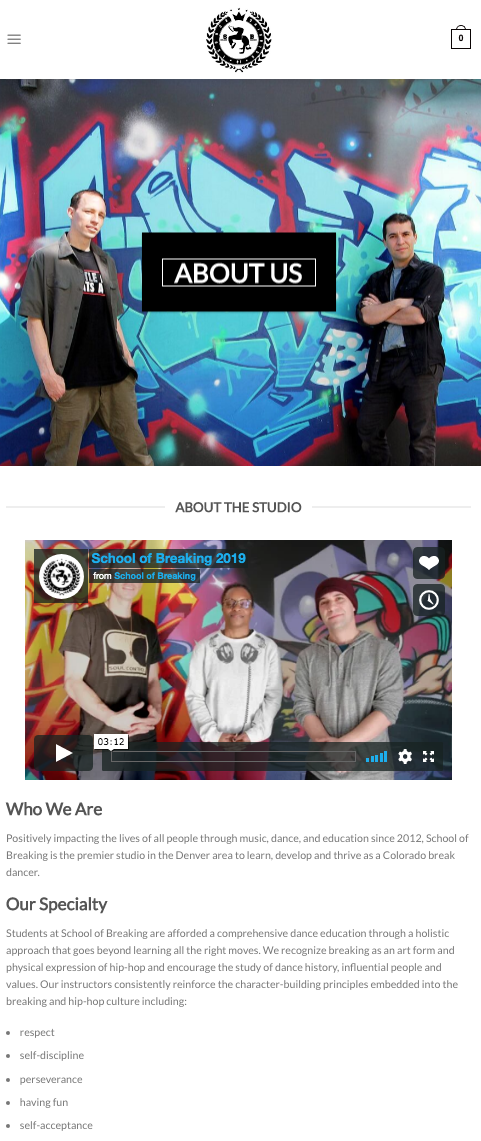 0
ABOUT US
ABOUT THE STUDIO
School of Breaking 2019
from School of Breaking
03:12
Who We Are
Positively impacting the lives of all people through music, dance, and education since 2012, School of
Breaking is the premier studio in the Denver area to learn, develop and thrive as a Colorado break
dancer.
Our Specialty
Students at School of Breaking are afforded a comprehensive dance education through a holistic
approach that goes beyond learning all the right moves. We recognize breaking as an art form and
physical expression of hip-hop and encourage the study of dance history, influential people and
values. Our instructors consistently reinforce the character-building principles embedded into the
breaking and hip-hop culture including:
respect
self-discipline
perseverance
having fun
self-acceptance